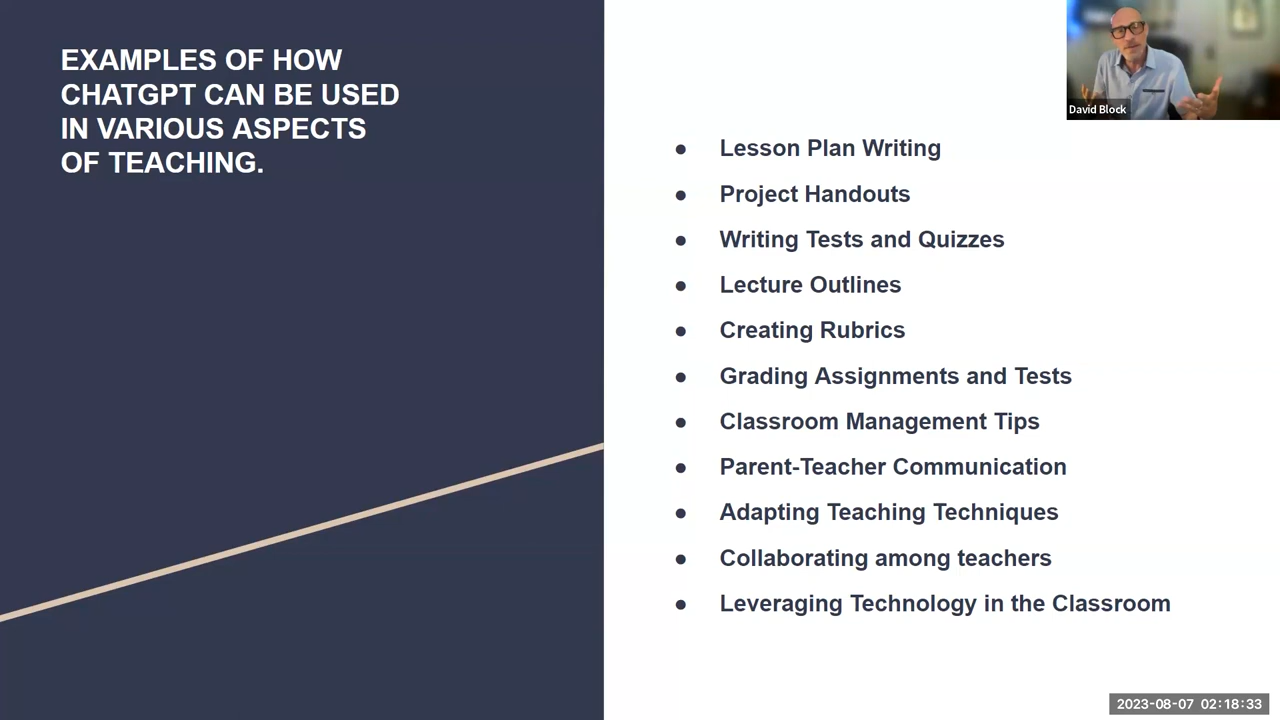 EXAMPLES OF HOW
CHATGPT CAN BE USED
IN VARIOUS ASPECTS
OF TEACHING.
David Block
● Lesson Plan Writing
● Project Handouts
● Writing Tests and Quizzes
● Lecture Outlines
● Creating Rubrics
● Grading Assignments and Tests
● Classroom Management Tips
● Parent-Teacher Communication
● Adapting Teaching Techniques
● Collaborating among teachers
● Leveraging Technology in the Classroom
2023-08-07 02:18:33